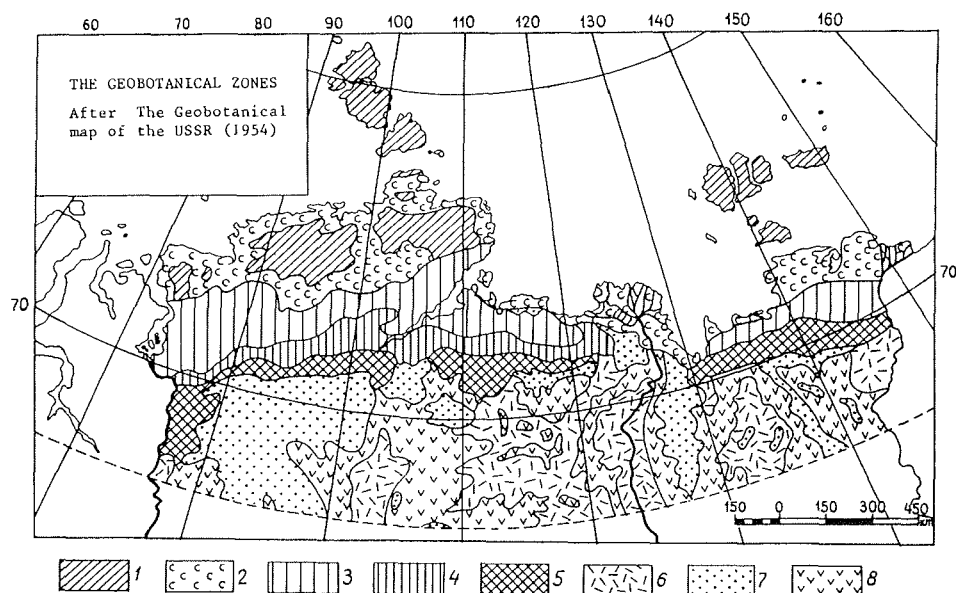 60 70 80 90 100 110 120 130 140 150 160
THE GEOBOTANICAL ZONES
After The Geobotanical
map of the USSR (1954)
70
70
150 0 150 300 450
1 2 3 4 5 6 7 8